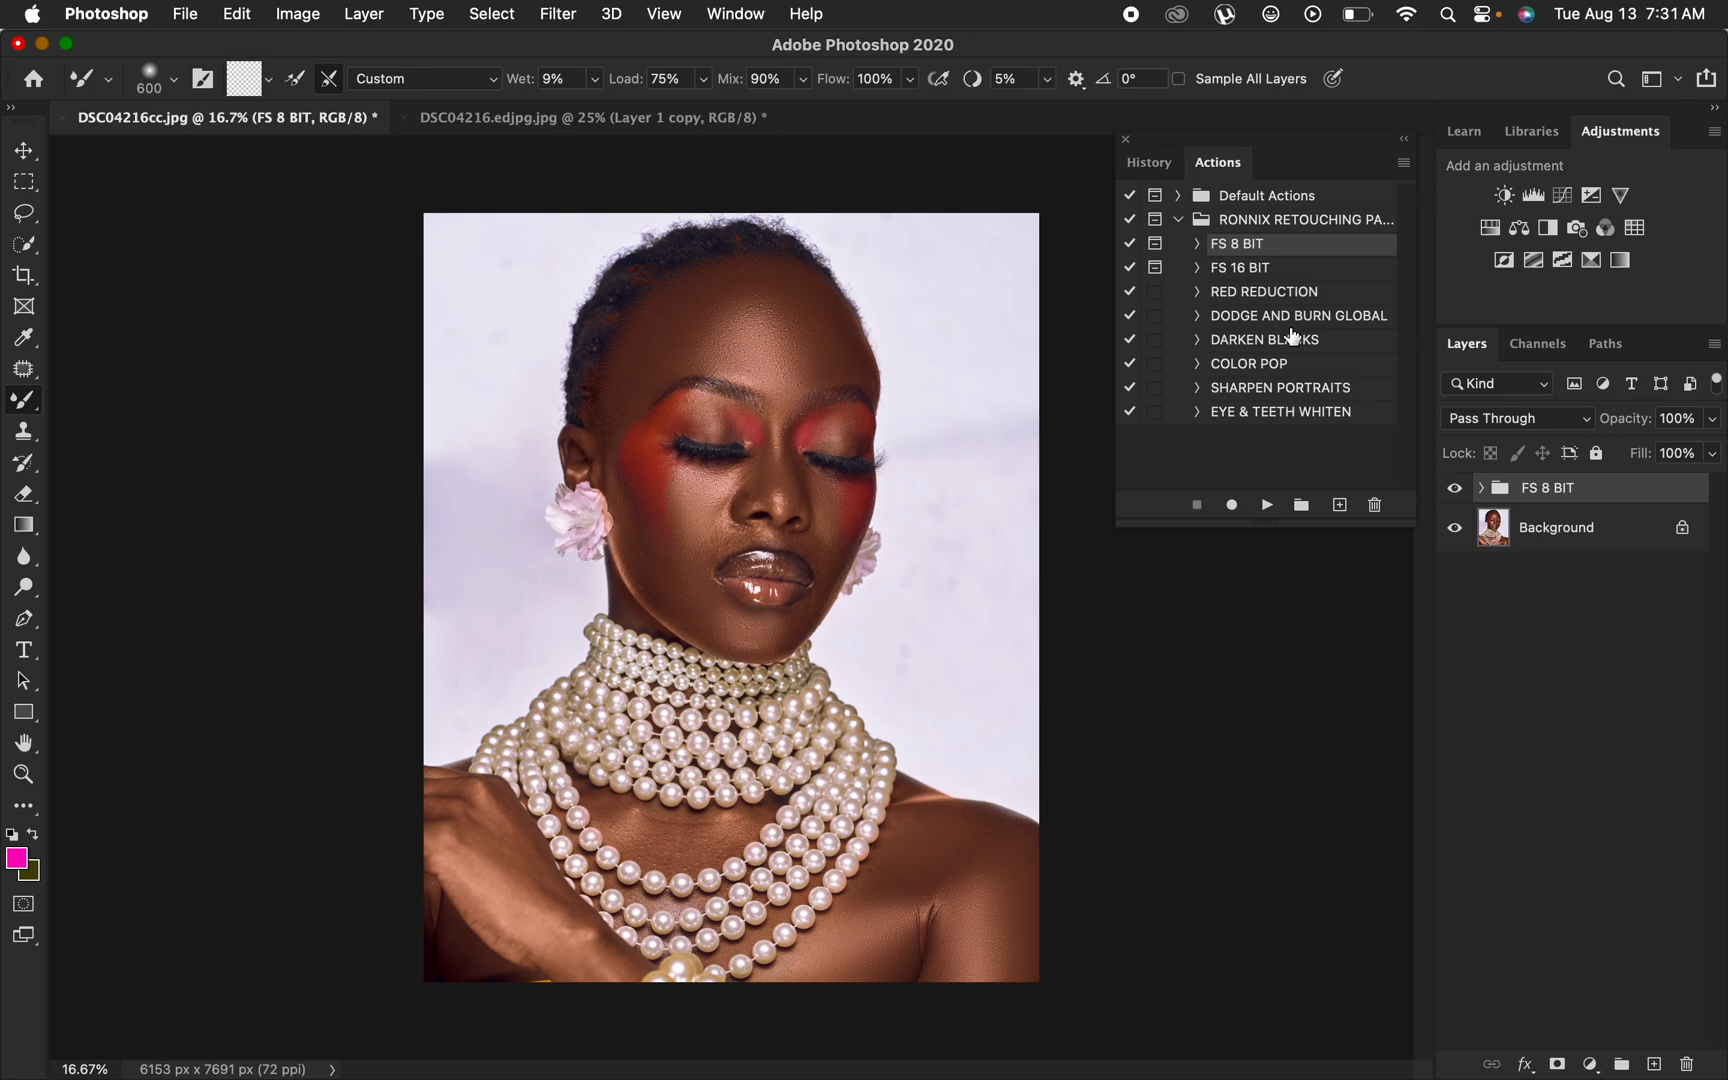 Photoshop File Edit Image Layer Type Select Filter 3D View Window Help Tue Aug 13 7:31 AM
Adobe Photoshop 2020
600 Custom Wet: 9% Load: 75% Mix: 90% Flow: 100% 5% 0° Sample All Layers
DSC04216cc.jpg @ 16.7% (FS 8 BIT, RGB/8) * DSC04216.edjpg.jpg @ 25% (Layer 1 copy, RGB/8) *
Learn Libraries Adjustments
Add an adjustment
History Actions
Default Actions
RONNIX RETOUCHING PA...
FS 8 BIT
FS 16 BIT
RED REDUCTION
DODGE AND BURN GLOBAL
DARKEN BL
KS
COLOR POP
SHARPEN PORTRAITS
EYE & TEETH WHITEN
Layers Channels Paths
Kind
Pass Through Opacity: 100%
Lock: Fill: 100%
FS 8 BIT
Background
16.67% 6153 px x 7691 px (72 ppi)